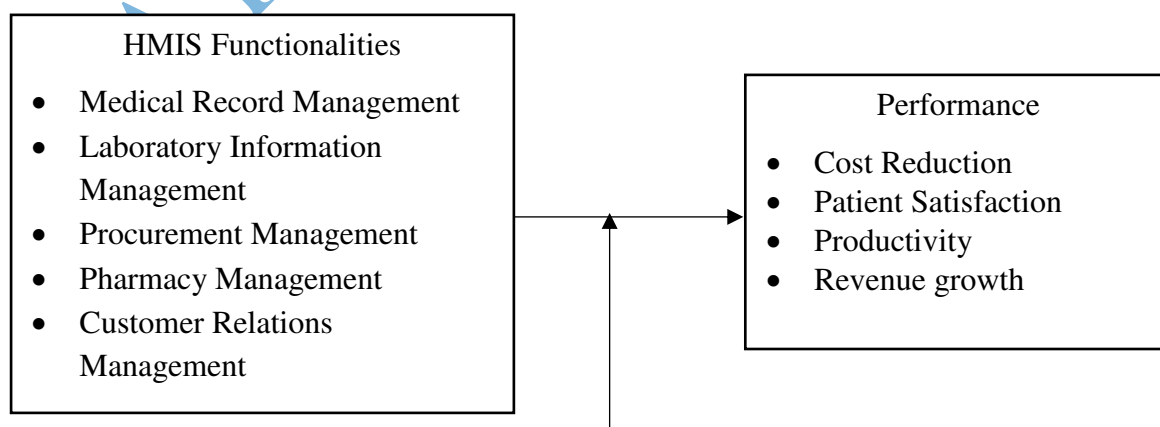 HMIS Functionalities
• Medical Record Management
• Laboratory Information
Management
• Procurement Management
• Pharmacy Management
• Customer Relations
Management
Performance
• Cost Reduction
• Patient Satisfaction
• Productivity
• Revenue growth